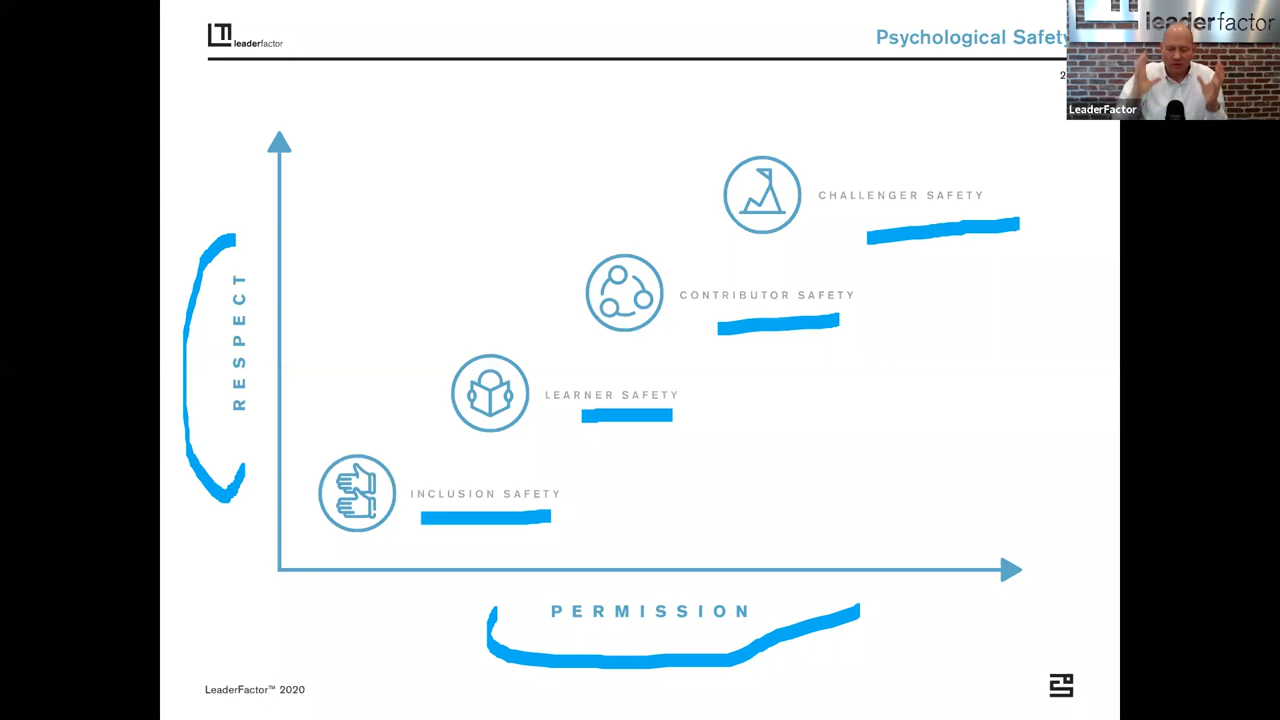 leaderfactor
Psychological Safety
leaderfactor
LeaderFactor
CHALLENGER SAFETY
CONTRIBUTOR SAFETY
RESPECT
LEARNER SAFETY
INCLUSION SAFETY
PERMISSION
LeaderFactor™ 2020